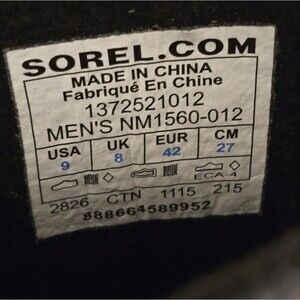 SOREL.COM
MADE IN CHINA
Fabriqué En Chine
1372521012
MEN'S NM1560-012
USA UK EUR CM
9 8 42 27
ECA-4
2826 CTN 1115 215
888664589952